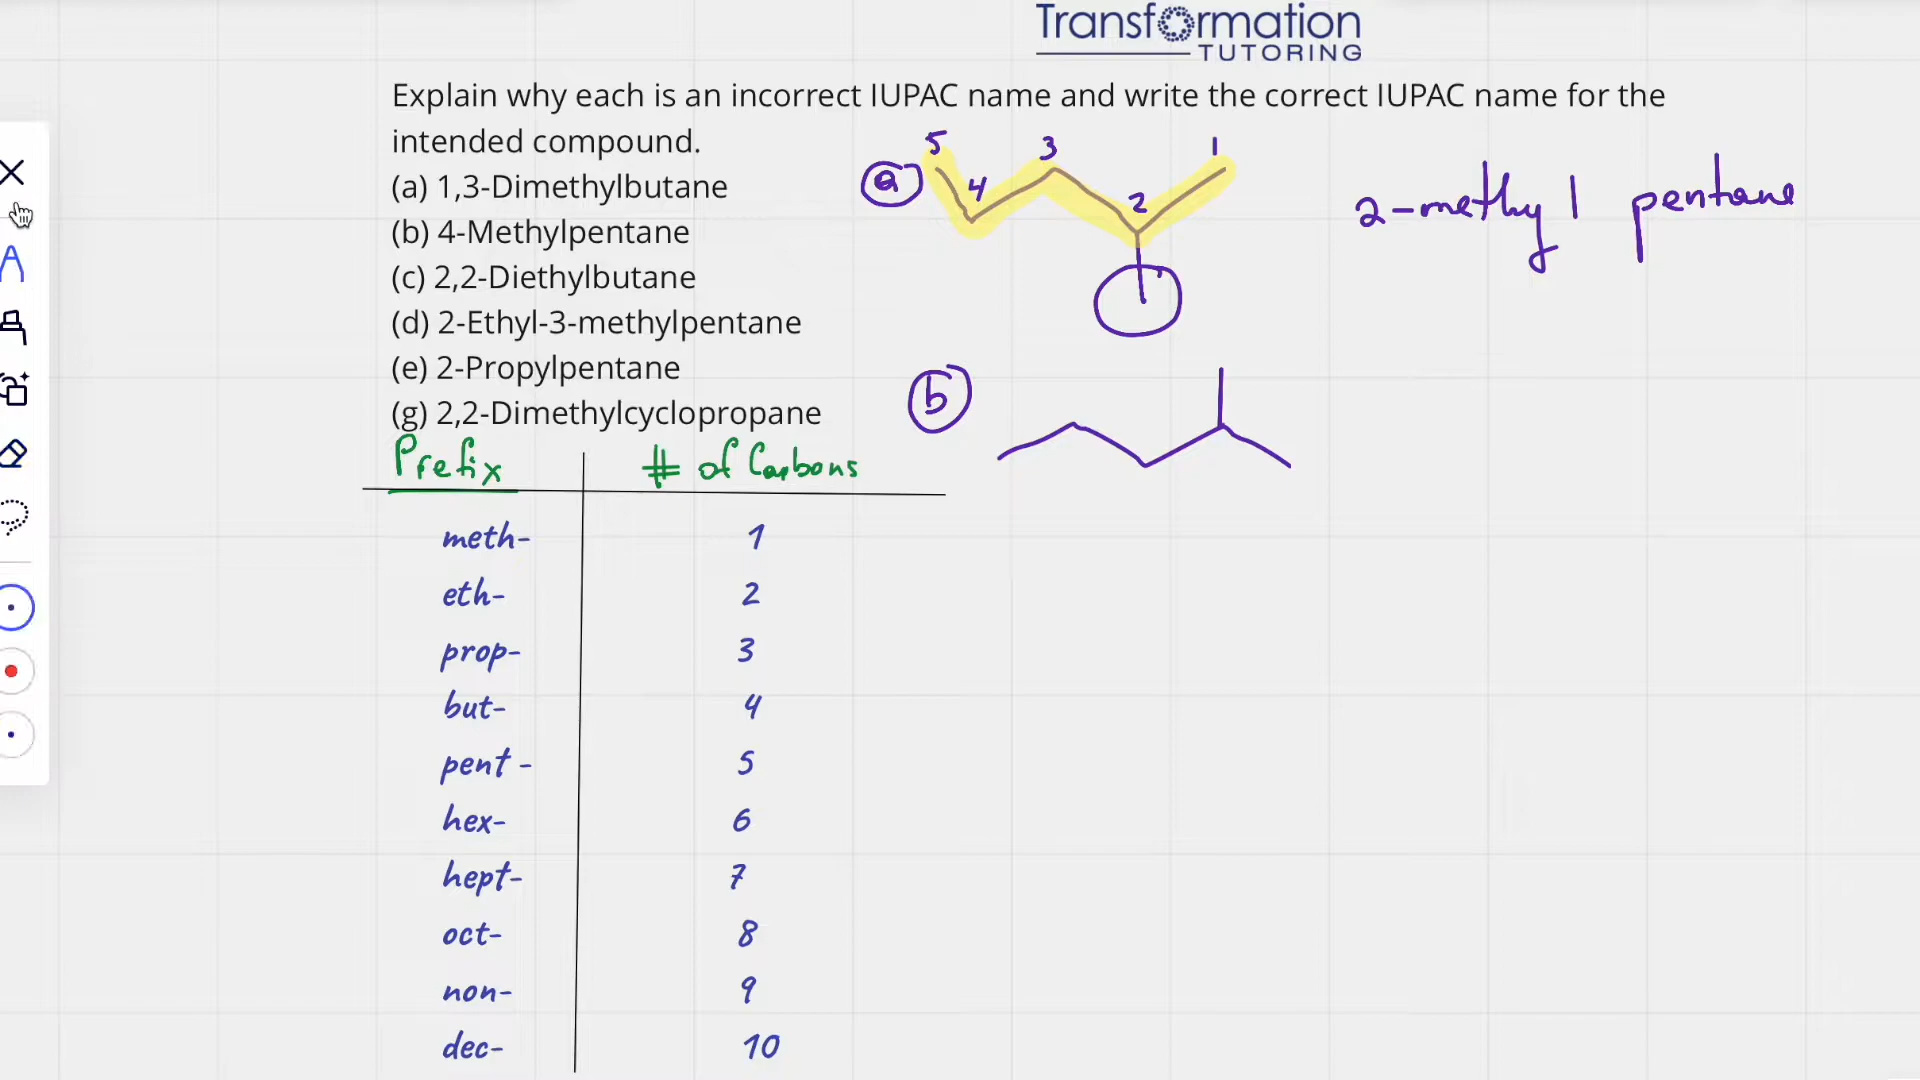 Transformation
TUTORING
Explain why each is an incorrect IUPAC name and write the correct IUPAC name for the
intended compound.
(a) 1,3-Dimethylbutane
(b) 4-Methylpentane
(c) 2,2-Diethylbutane
(d) 2-Ethyl-3-methylpentane
(e) 2-Propylpentane
(g) 2,2-Dimethylcyclopropane
a 5 4 3 2 1
2-methyl pentane
b
Prefix # of Carbons
meth- 1
eth- 2
prop- 3
but- 4
pent - 5
hex- 6
hept- 7
oct- 8
non- 9
dec- 10